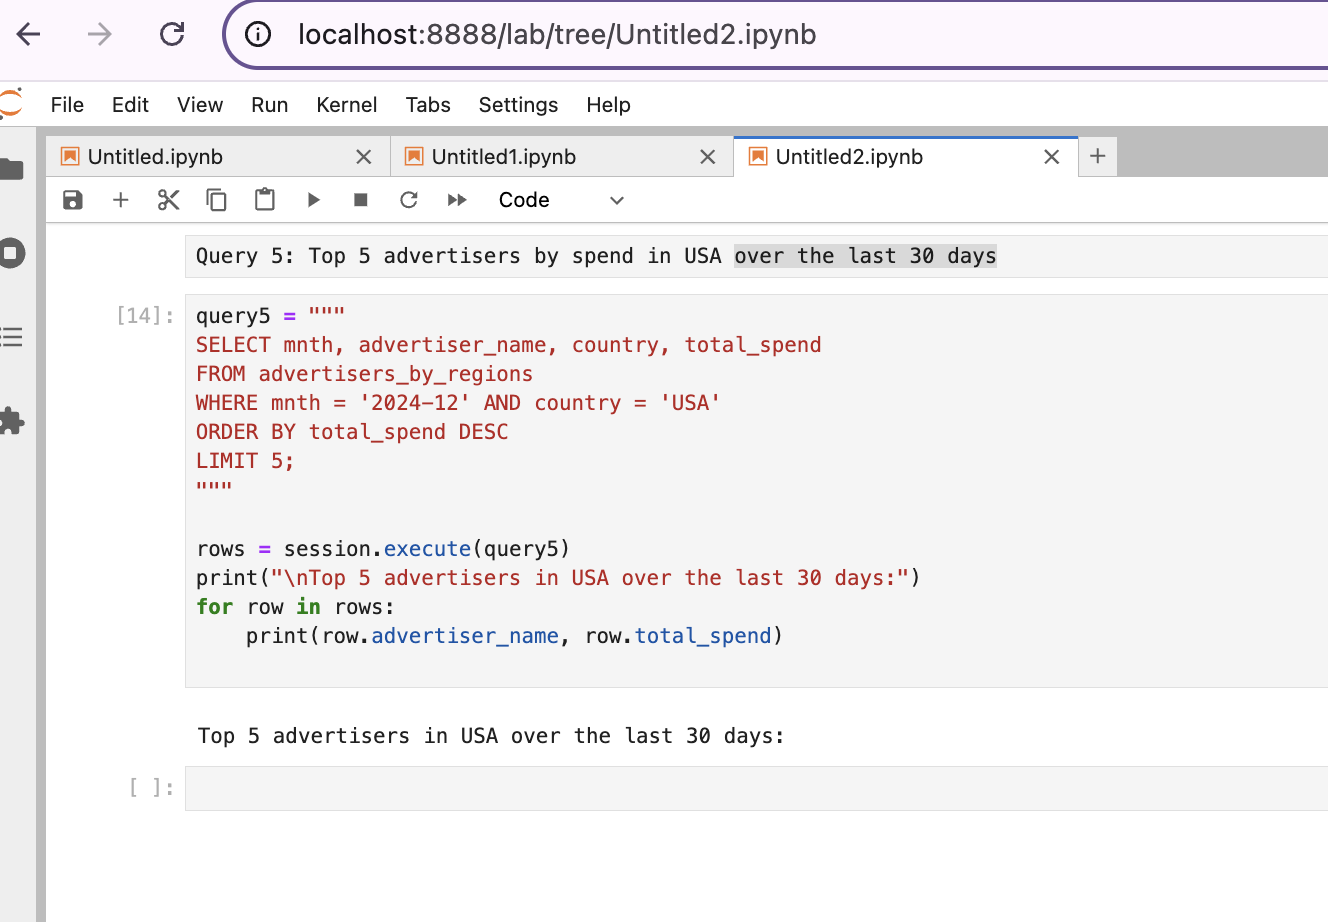 localhost:8888/lab/tree/Untitled2.ipynb
File Edit View Run Kernel Tabs Settings Help
Untitled.ipynb Untitled1.ipynb Untitled2.ipynb
Code
Query 5: Top 5 advertisers by spend in USA over the last 30 days
[14]:
query5 = """
SELECT mnth, advertiser_name, country, total_spend
FROM advertisers_by_regions
WHERE mnth = '2024-12' AND country = 'USA'
ORDER BY total_spend DESC
LIMIT 5;
"""
rows = session.execute(query5)
print("\nTop 5 advertisers in USA over the last 30 days:")
for row in rows:
    print(row.advertiser_name, row.total_spend)
Top 5 advertisers in USA over the last 30 days:
[ ]: